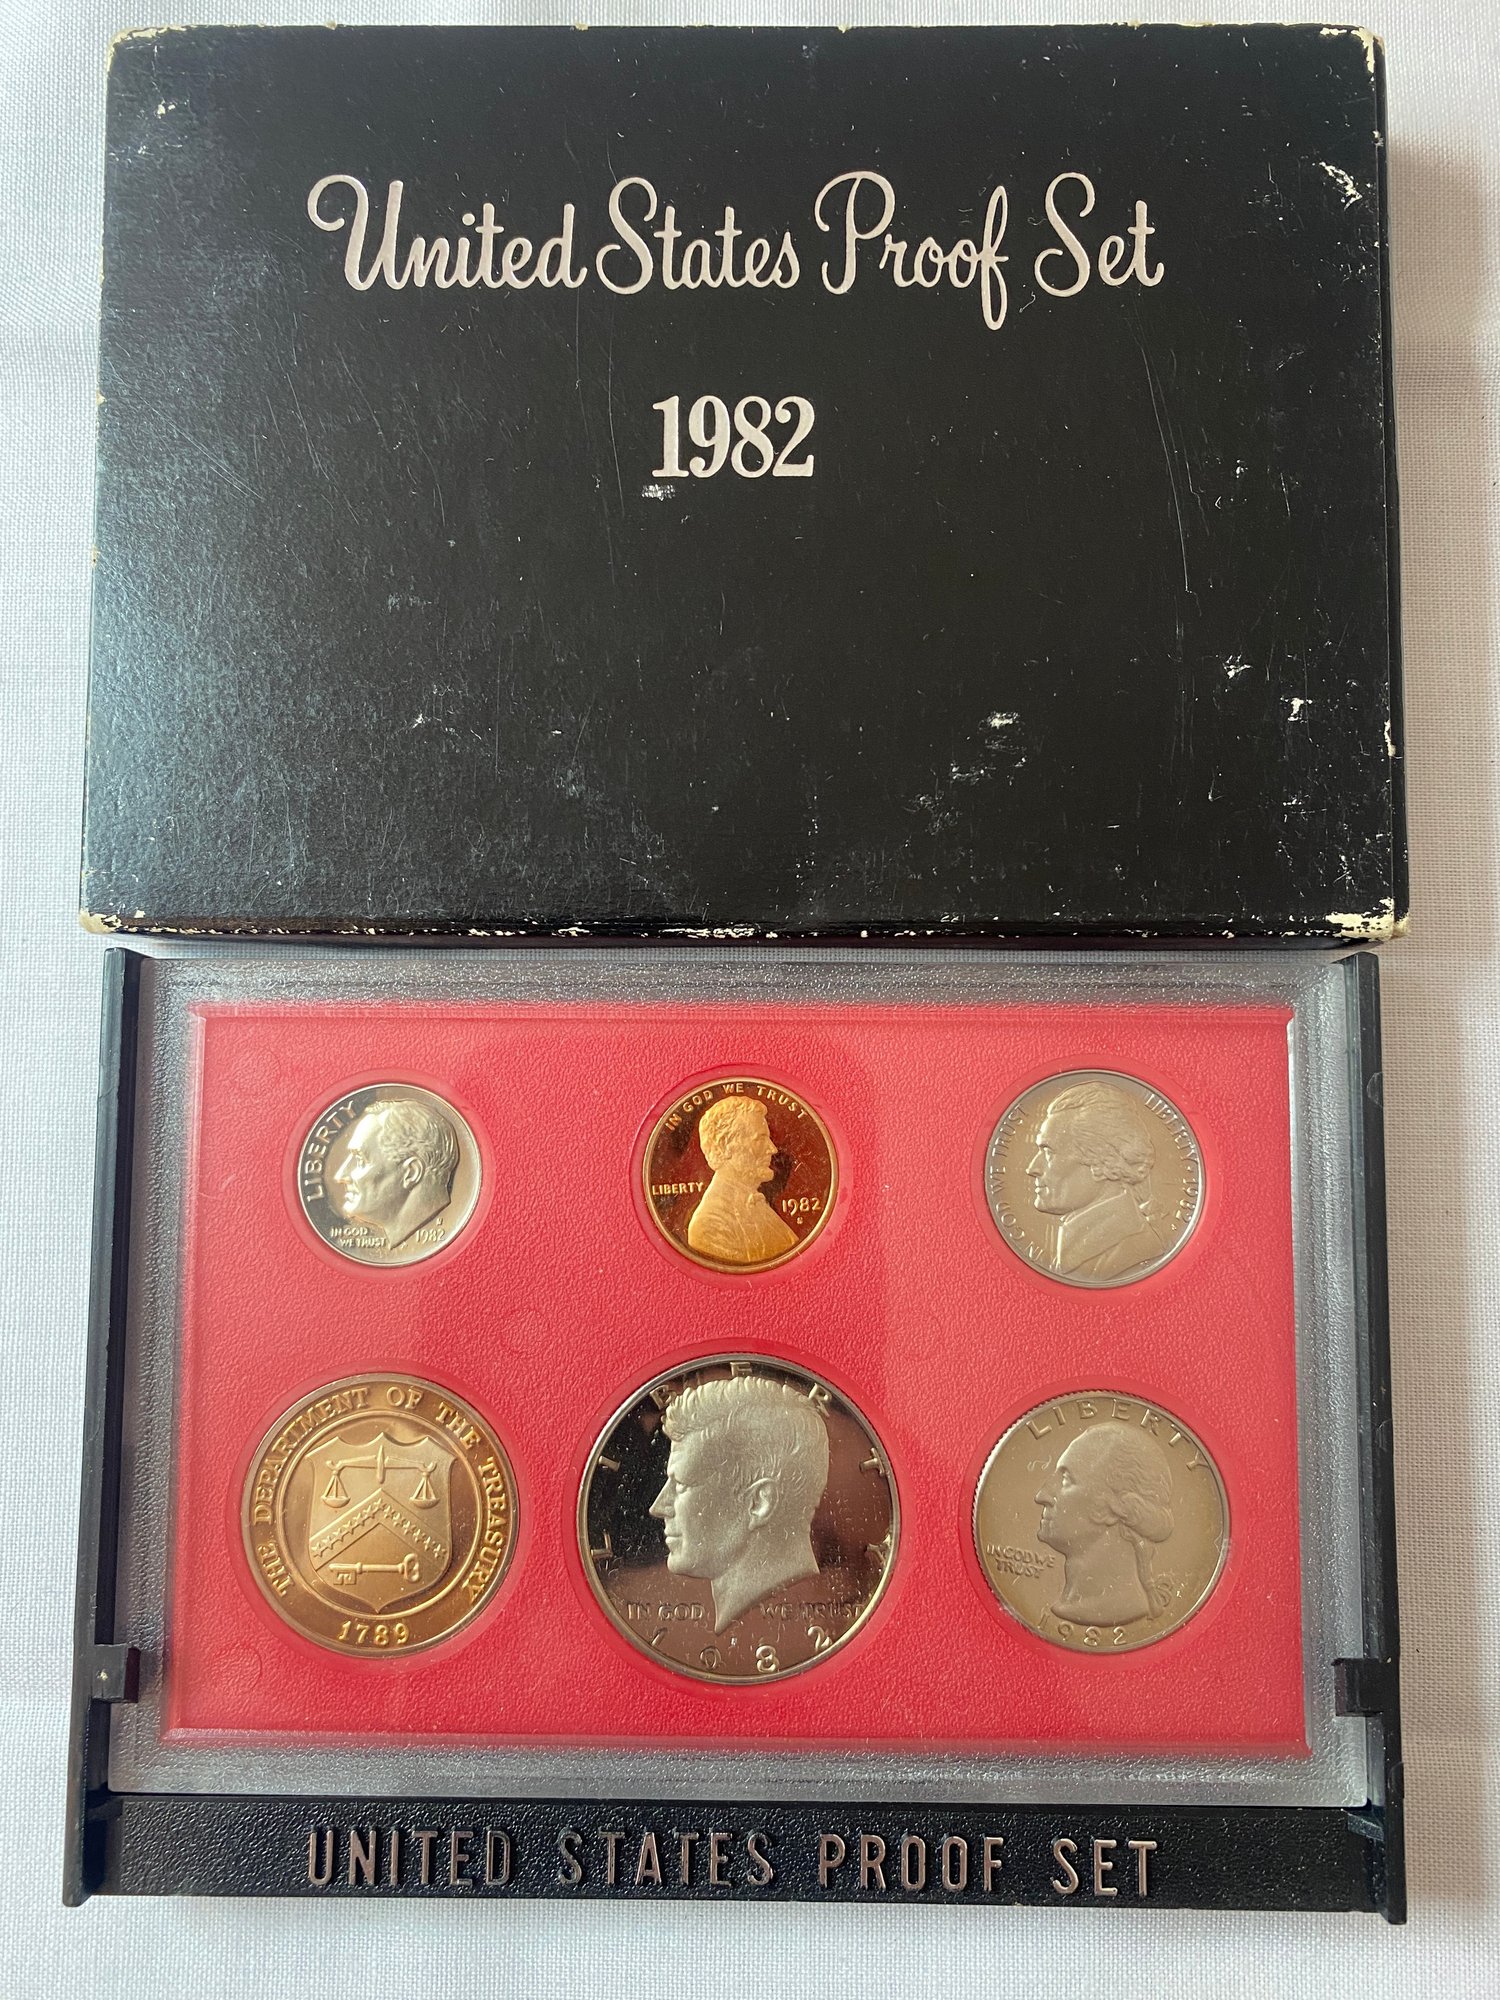 United States Proof Set
1982
LIBERTY
IN GOD
WE TRUST
1982
IN GOD WE TRUST
LIBERTY
1982
S
IN GOD WE TRUST
LIBERTY · 1982
THE DEPARTMENT OF THE TREASURY
1789
LIBERTY
IN GOD WE TRUST
1982
LIBERTY
IN GOD WE
TRUST
1982
UNITED STATES PROOF SET